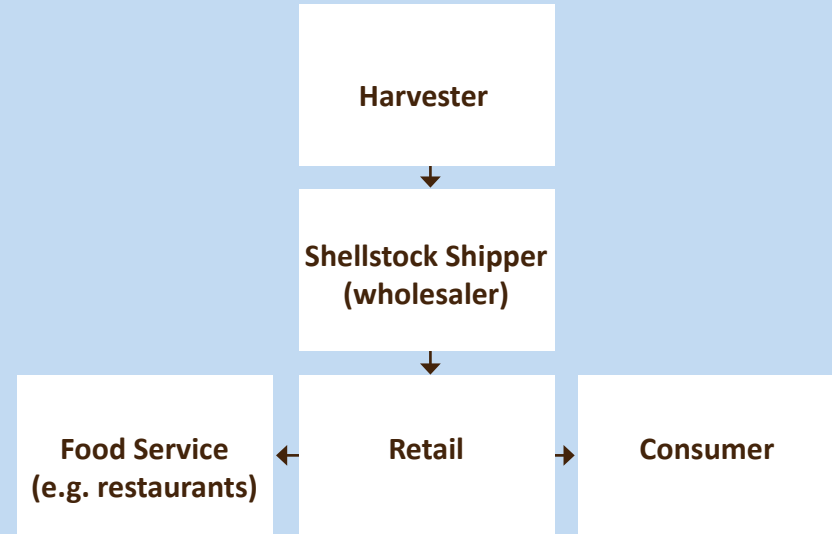 Harvester
Shellstock Shipper
(wholesaler)
Food Service
(e.g. restaurants)
Retail
Consumer